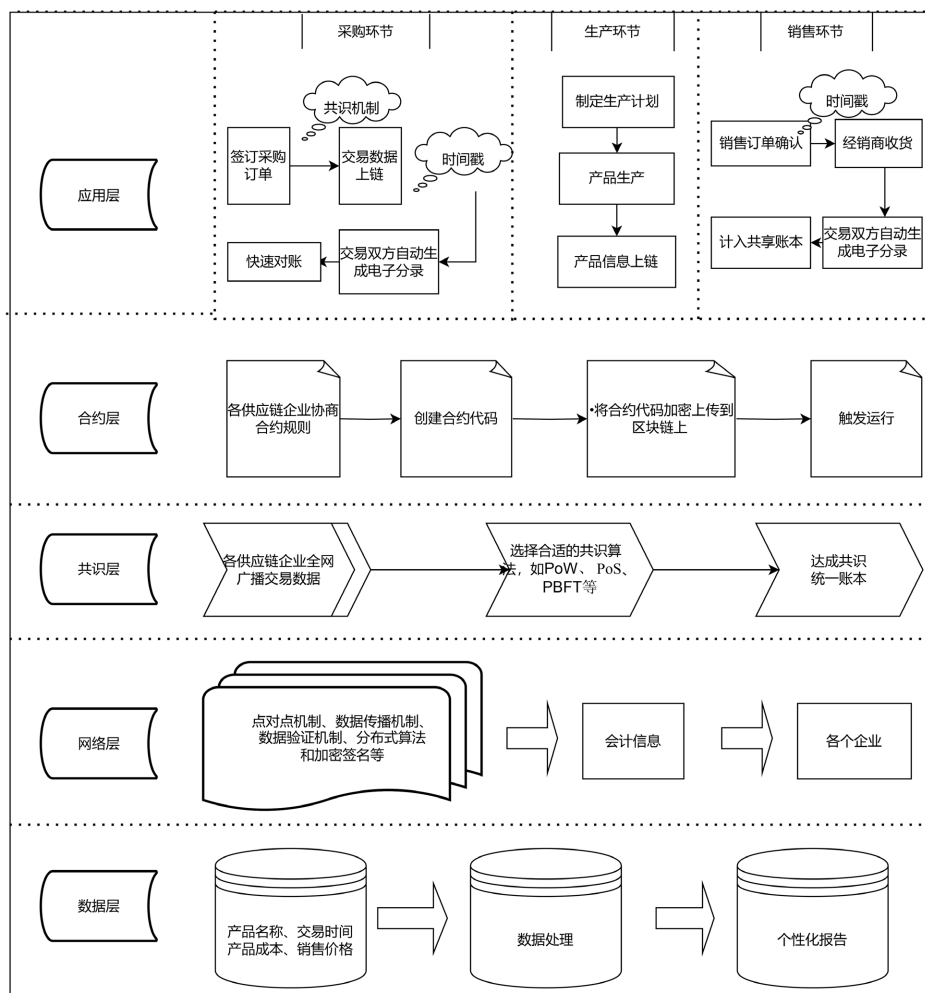 采购环节
生产环节
销售环节
应用层
共识机制
签订采购
订单
交易数据
上链
时间戳
交易双方自动生
成电子分录
快速对账
制定生产计划
产品生产
产品信息上链
时间戳
销售订单确认
经销商收货
交易双方自动生
成电子分录
计入共享账本
合约层
各供应链企业协商
合约规则
创建合约代码
•将合约代码加密上传到
区块链上
触发运行
共识层
各供应链企业全网
广播交易数据
选择合适的共识算
法，如PoW、PoS、
PBFT等
达成共识
统一账本
网络层
点对点机制、数据传播机制、
数据验证机制、分布式算法
和加密签名等
会计信息
各个企业
数据层
产品名称、交易时间
产品成本、销售价格
数据处理
个性化报告